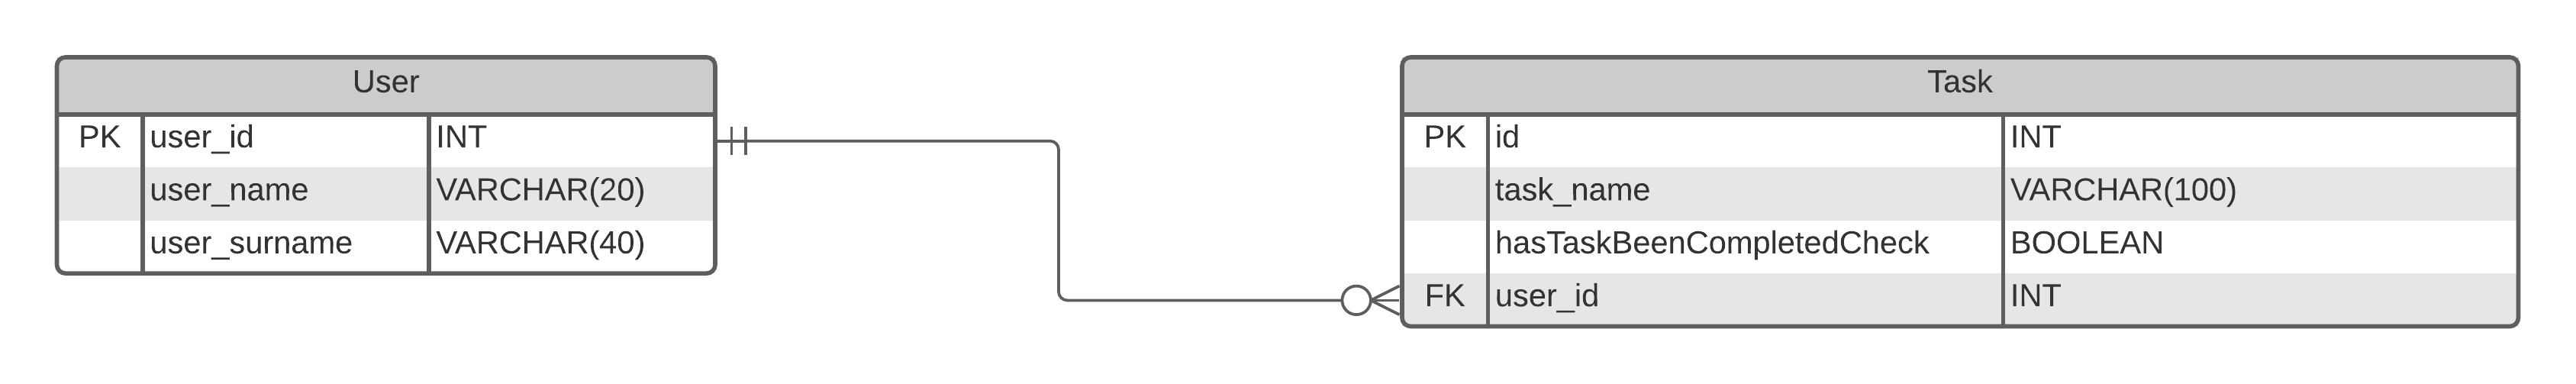 User
PK user_id INT
user_name VARCHAR(20)
user_surname VARCHAR(40)
Task
PK id INT
task_name VARCHAR(100)
hasTaskBeenCompletedCheck BOOLEAN
FK user_id INT